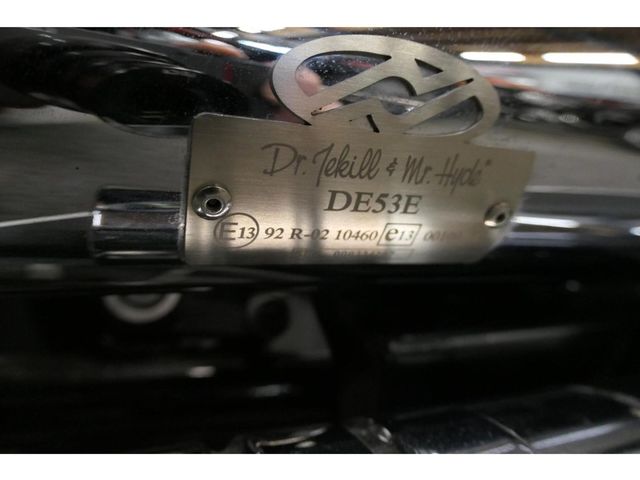 Dr. Jekill & Mr. Hyde®
DE53E
E13 92 R-02 10460 e13